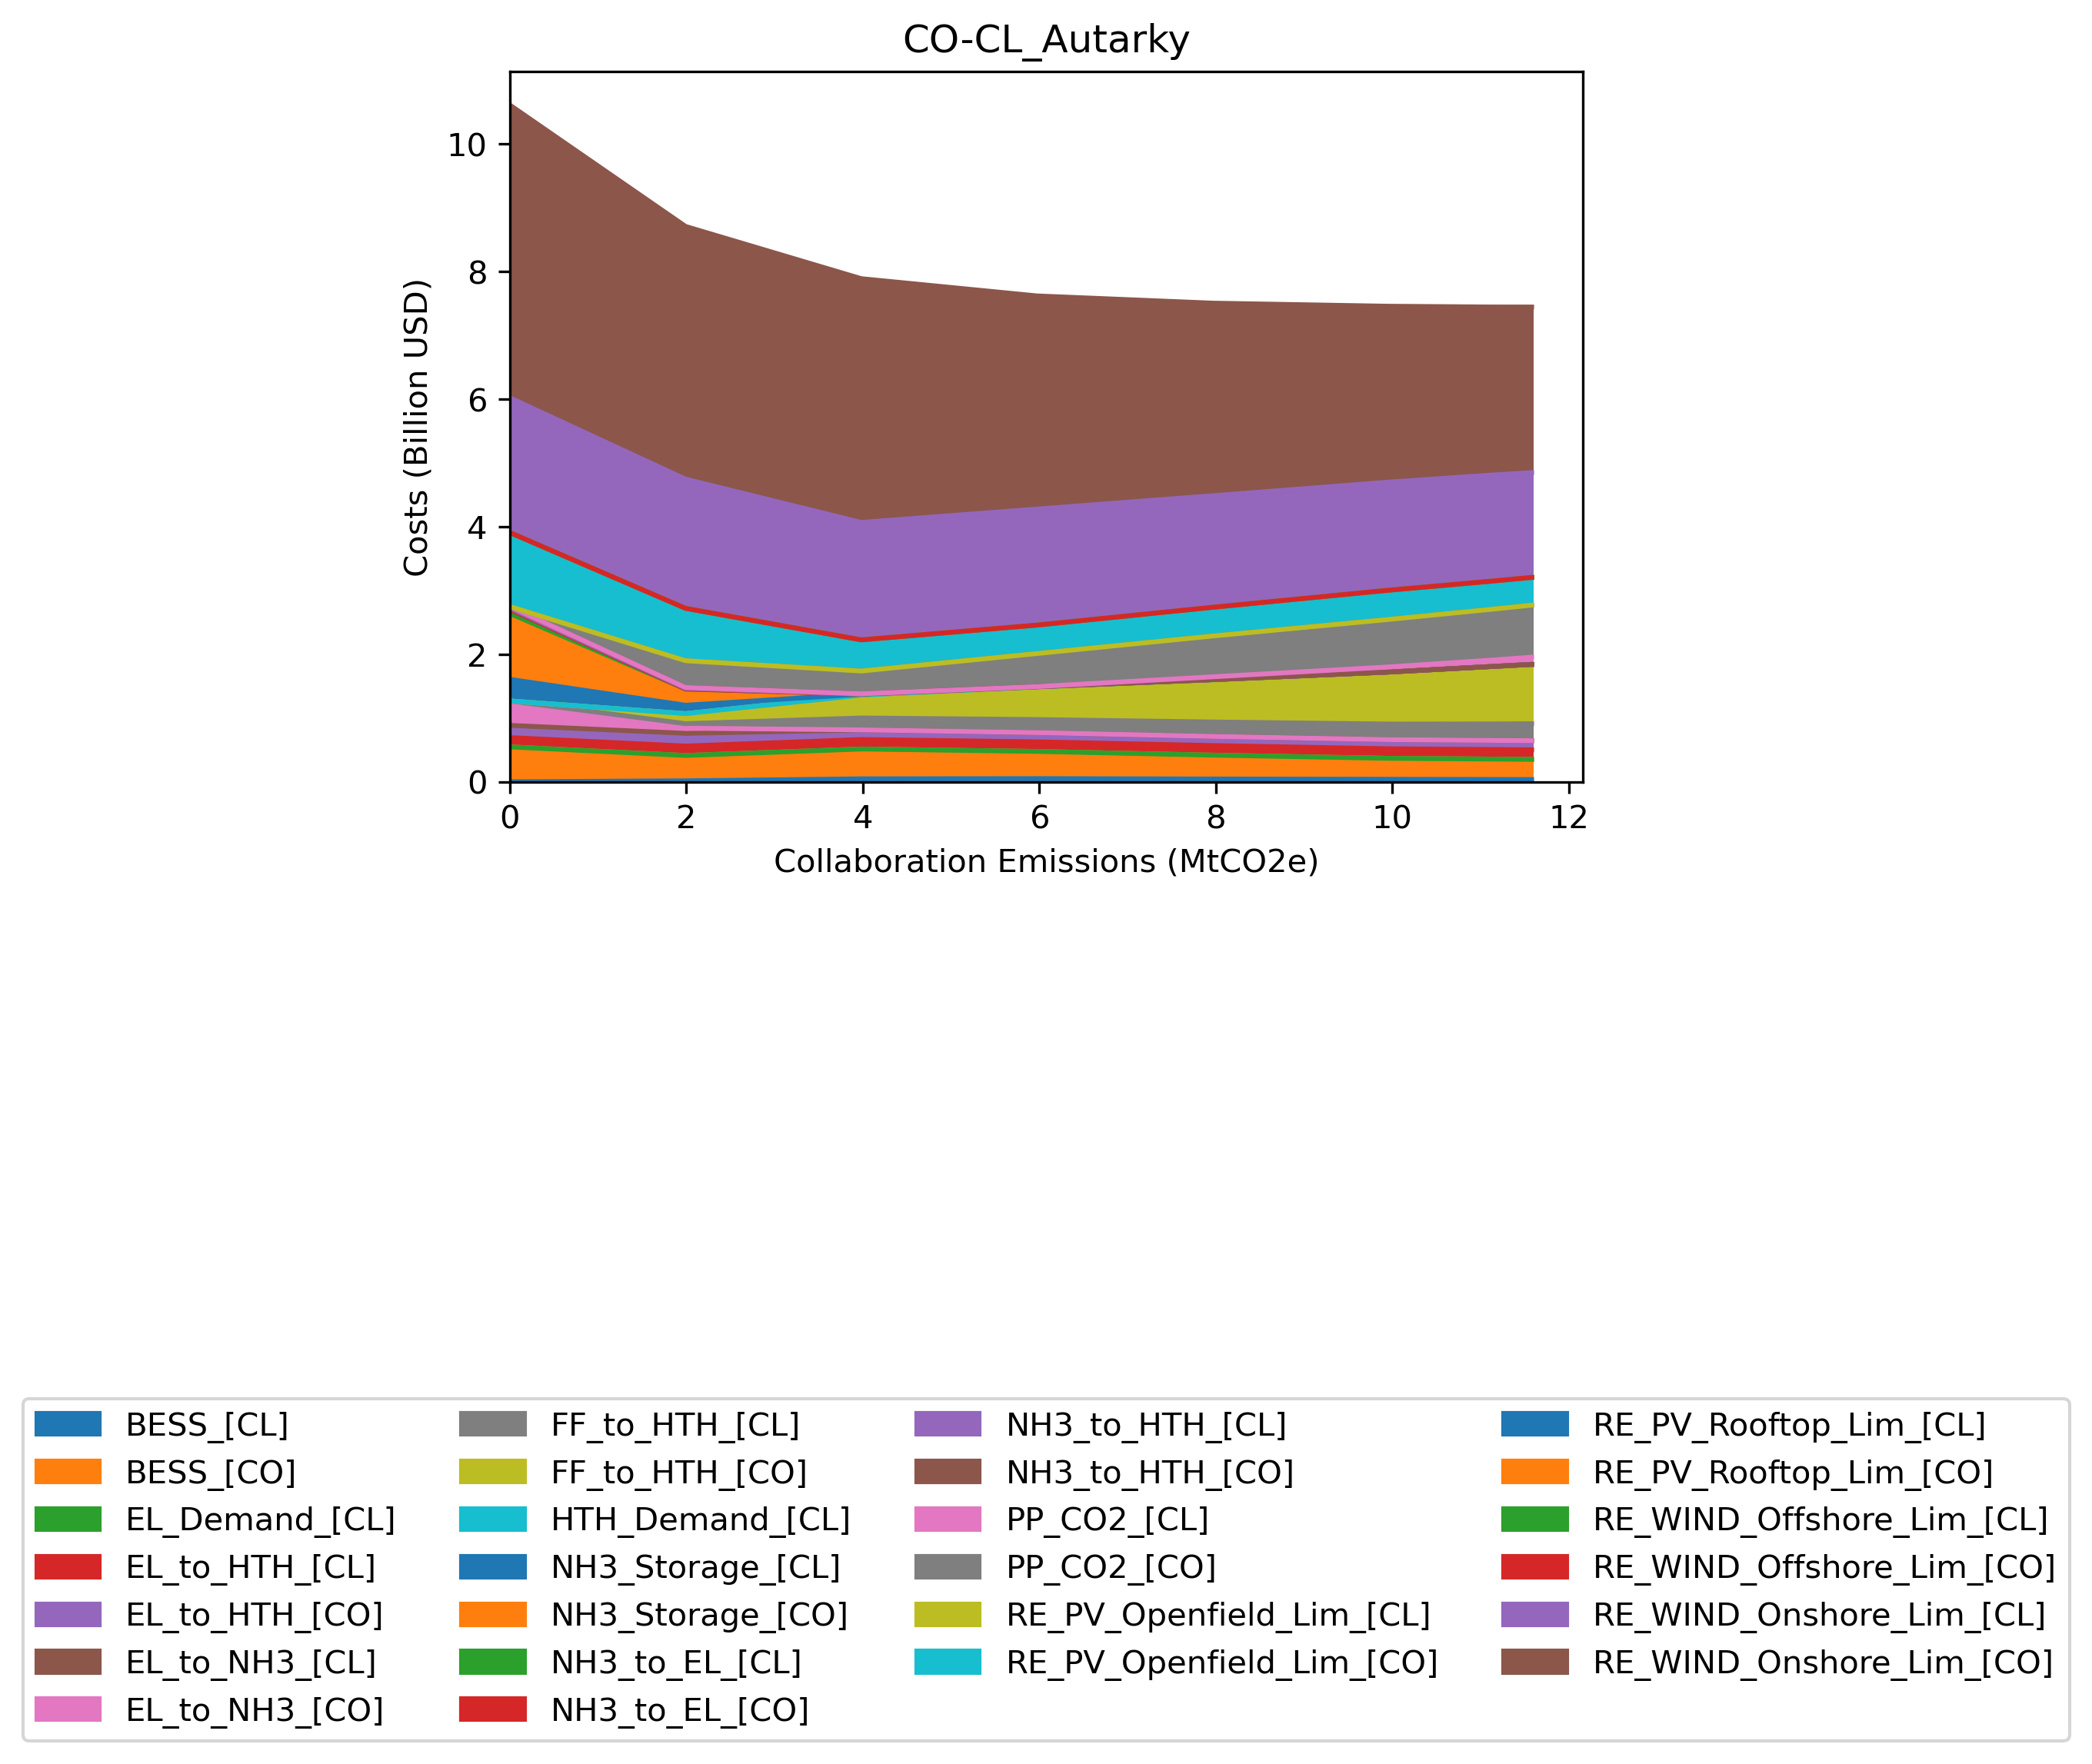 CO-CL_Autarky
10
8
6
4
2
0
Costs (Billion USD)
0 2 4 6 8 10 12
Collaboration Emissions (MtCO2e)
BESS_[CL]
BESS_[CO]
EL_Demand_[CL]
EL_to_HTH_[CL]
EL_to_HTH_[CO]
EL_to_NH3_[CL]
EL_to_NH3_[CO]
FF_to_HTH_[CL]
FF_to_HTH_[CO]
HTH_Demand_[CL]
NH3_Storage_[CL]
NH3_Storage_[CO]
NH3_to_EL_[CL]
NH3_to_EL_[CO]
NH3_to_HTH_[CL]
NH3_to_HTH_[CO]
PP_CO2_[CL]
PP_CO2_[CO]
RE_PV_Openfield_Lim_[CL]
RE_PV_Openfield_Lim_[CO]
RE_PV_Rooftop_Lim_[CL]
RE_PV_Rooftop_Lim_[CO]
RE_WIND_Offshore_Lim_[CL]
RE_WIND_Offshore_Lim_[CO]
RE_WIND_Onshore_Lim_[CL]
RE_WIND_Onshore_Lim_[CO]